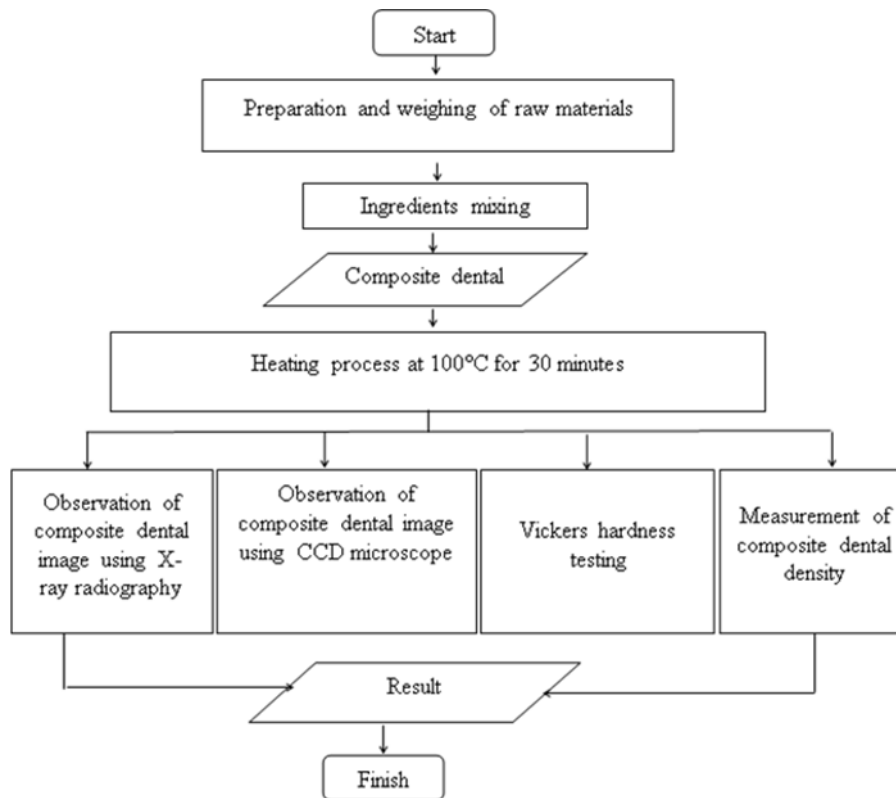 Start
Preparation and weighing of raw materials
Ingredients mixing
Composite dental
Heating process at 100°C for 30 minutes
Observation of
composite dental
image using X-
ray radiography
Observation of
composite dental image
using CCD microscope
Vickers hardness
testing
Measurement of
composite dental
density
Result
Finish